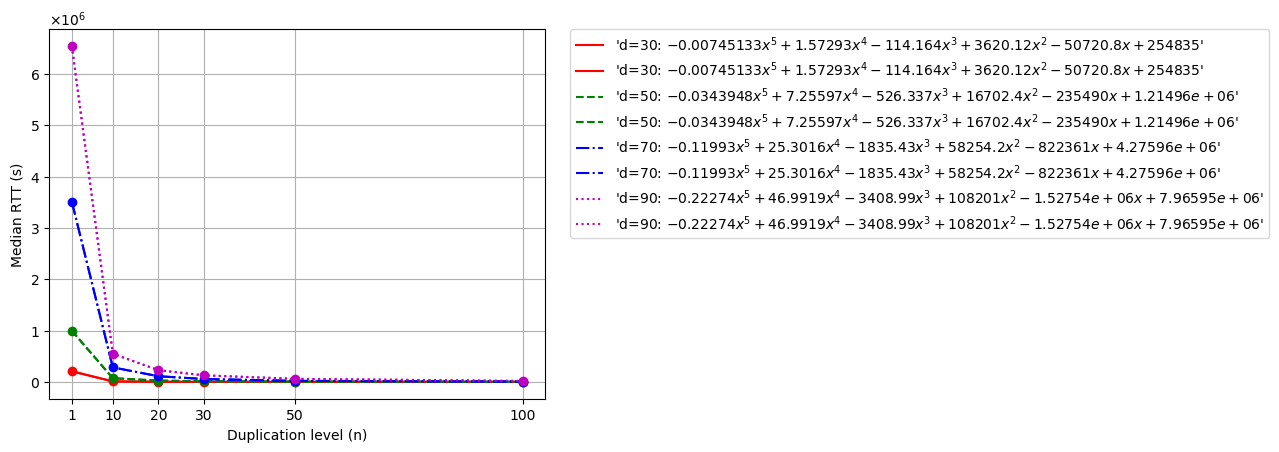 ×10⁶
6
5
4
3
2
1
0
Median RTT (s)
1 10 20 30 50 100
Duplication level (n)
'd=30: −0.00745133x⁵ + 1.57293x⁴ − 114.164x³ + 3620.12x² − 50720.8x + 254835'
'd=30: −0.00745133x⁵ + 1.57293x⁴ − 114.164x³ + 3620.12x² − 50720.8x + 254835'
'd=50: −0.0343948x⁵ + 7.25597x⁴ − 526.337x³ + 16702.4x² − 235490x + 1.21496e + 06'
'd=50: −0.0343948x⁵ + 7.25597x⁴ − 526.337x³ + 16702.4x² − 235490x + 1.21496e + 06'
'd=70: −0.11993x⁵ + 25.3016x⁴ − 1835.43x³ + 58254.2x² − 822361x + 4.27596e + 06'
'd=70: −0.11993x⁵ + 25.3016x⁴ − 1835.43x³ + 58254.2x² − 822361x + 4.27596e + 06'
'd=90: −0.22274x⁵ + 46.9919x⁴ − 3408.99x³ + 108201x² − 1.52754e + 06x + 7.96595e + 06'
'd=90: −0.22274x⁵ + 46.9919x⁴ − 3408.99x³ + 108201x² − 1.52754e + 06x + 7.96595e + 06'